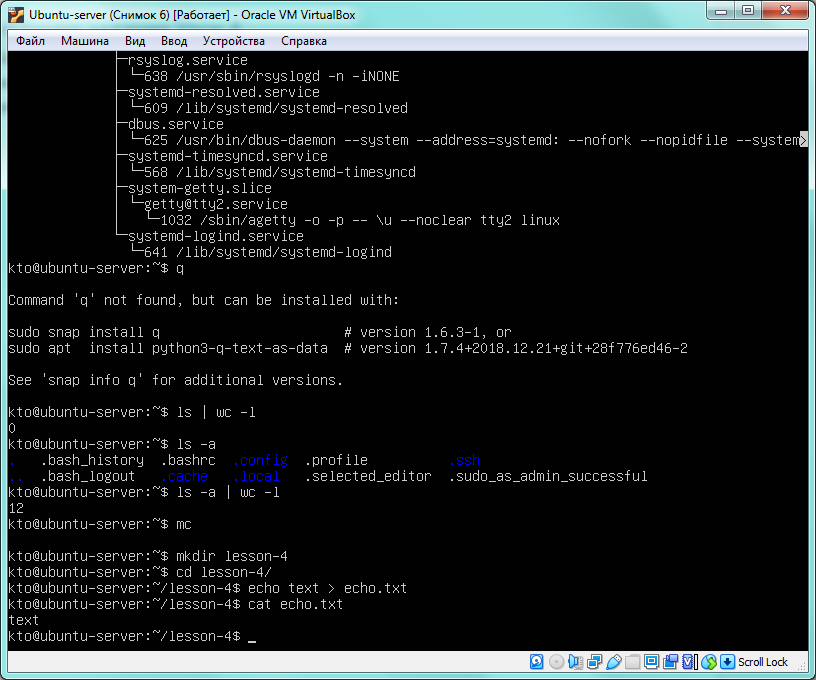 Ubuntu-server (Снимок 6) [Работает] - Oracle VM VirtualBox
Файл Машина Вид Ввод Устройства Справка
├─rsyslog.service
│ └─638 /usr/sbin/rsyslogd -n -iNONE
├─systemd-resolved.service
│ └─609 /lib/systemd/systemd-resolved
├─dbus.service
│ └─625 /usr/bin/dbus-daemon --system --address=systemd: --nofork --nopidfile --system>
├─systemd-timesyncd.service
│ └─568 /lib/systemd/systemd-timesyncd
├─system-getty.slice
│ └─getty@tty2.service
│   └─1032 /sbin/agetty -o -p -- \u --noclear tty2 linux
└─systemd-logind.service
  └─641 /lib/systemd/systemd-logind
kto@ubuntu-server:~$ q
Command 'q' not found, but can be installed with:
sudo snap install q # version 1.6.3-1, or
sudo apt  install python3-q-text-as-data # version 1.7.4+2018.12.21+git+28f776ed46-2
See 'snap info q' for additional versions.
kto@ubuntu-server:~$ ls | wc -l
0
kto@ubuntu-server:~$ ls -a
. .bash_history .bashrc .config .profile .ssh
.. .bash_logout .cache .local .selected_editor .sudo_as_admin_successful
kto@ubuntu-server:~$ ls -a | wc -l
12
kto@ubuntu-server:~$ mc
kto@ubuntu-server:~$ mkdir lesson-4
kto@ubuntu-server:~$ cd lesson-4/
kto@ubuntu-server:~/lesson-4$ echo text > echo.txt
kto@ubuntu-server:~/lesson-4$ cat echo.txt
text
kto@ubuntu-server:~/lesson-4$ _
Scroll Lock